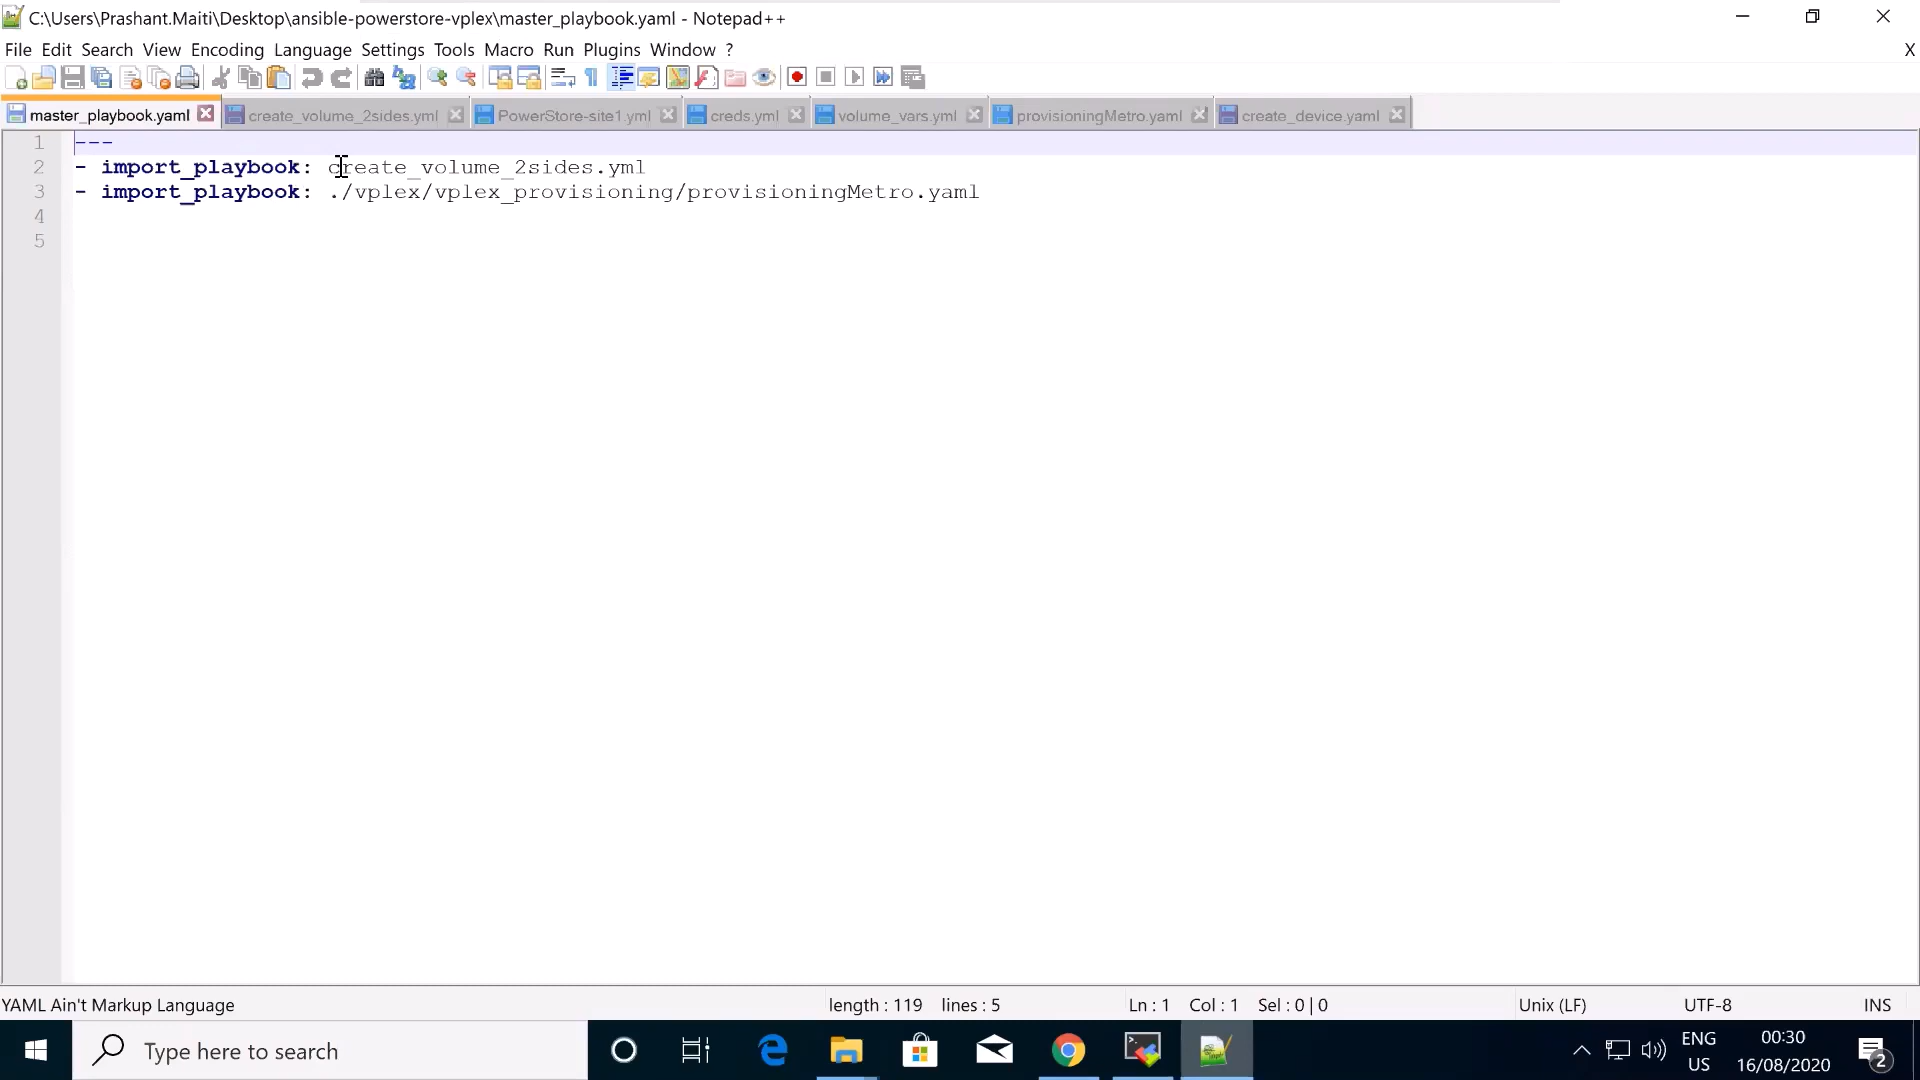 C:\Users\Prashant.Maiti\Desktop\ansible-powerstore-vplex\master_playbook.yaml - Notepad++
File Edit Search View Encoding Language Settings Tools Macro Run Plugins Window ? X
master_playbook.yaml create_volume_2sides.yml PowerStore-site1.yml creds.yml volume_vars.yml provisioningMetro.yaml create_device.yaml
1 ---
2 - import_playbook: create_volume_2sides.yml
3 - import_playbook: ./vplex/vplex_provisioning/provisioningMetro.yaml
4
5
YAML Ain't Markup Language length : 119 lines : 5 Ln : 1 Col : 1 Sel : 0 | 0 Unix (LF) UTF-8 INS
Type here to search
ENG
US
00:30
16/08/2020
2